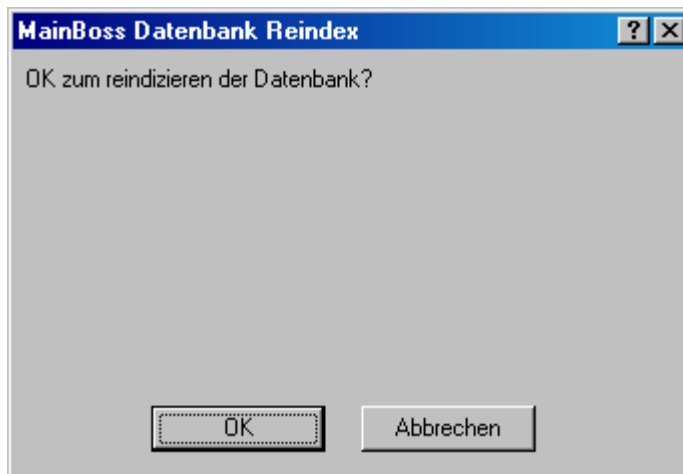 MainBoss Datenbank Reindex
OK zum reindizieren der Datenbank?
OK
Abbrechen